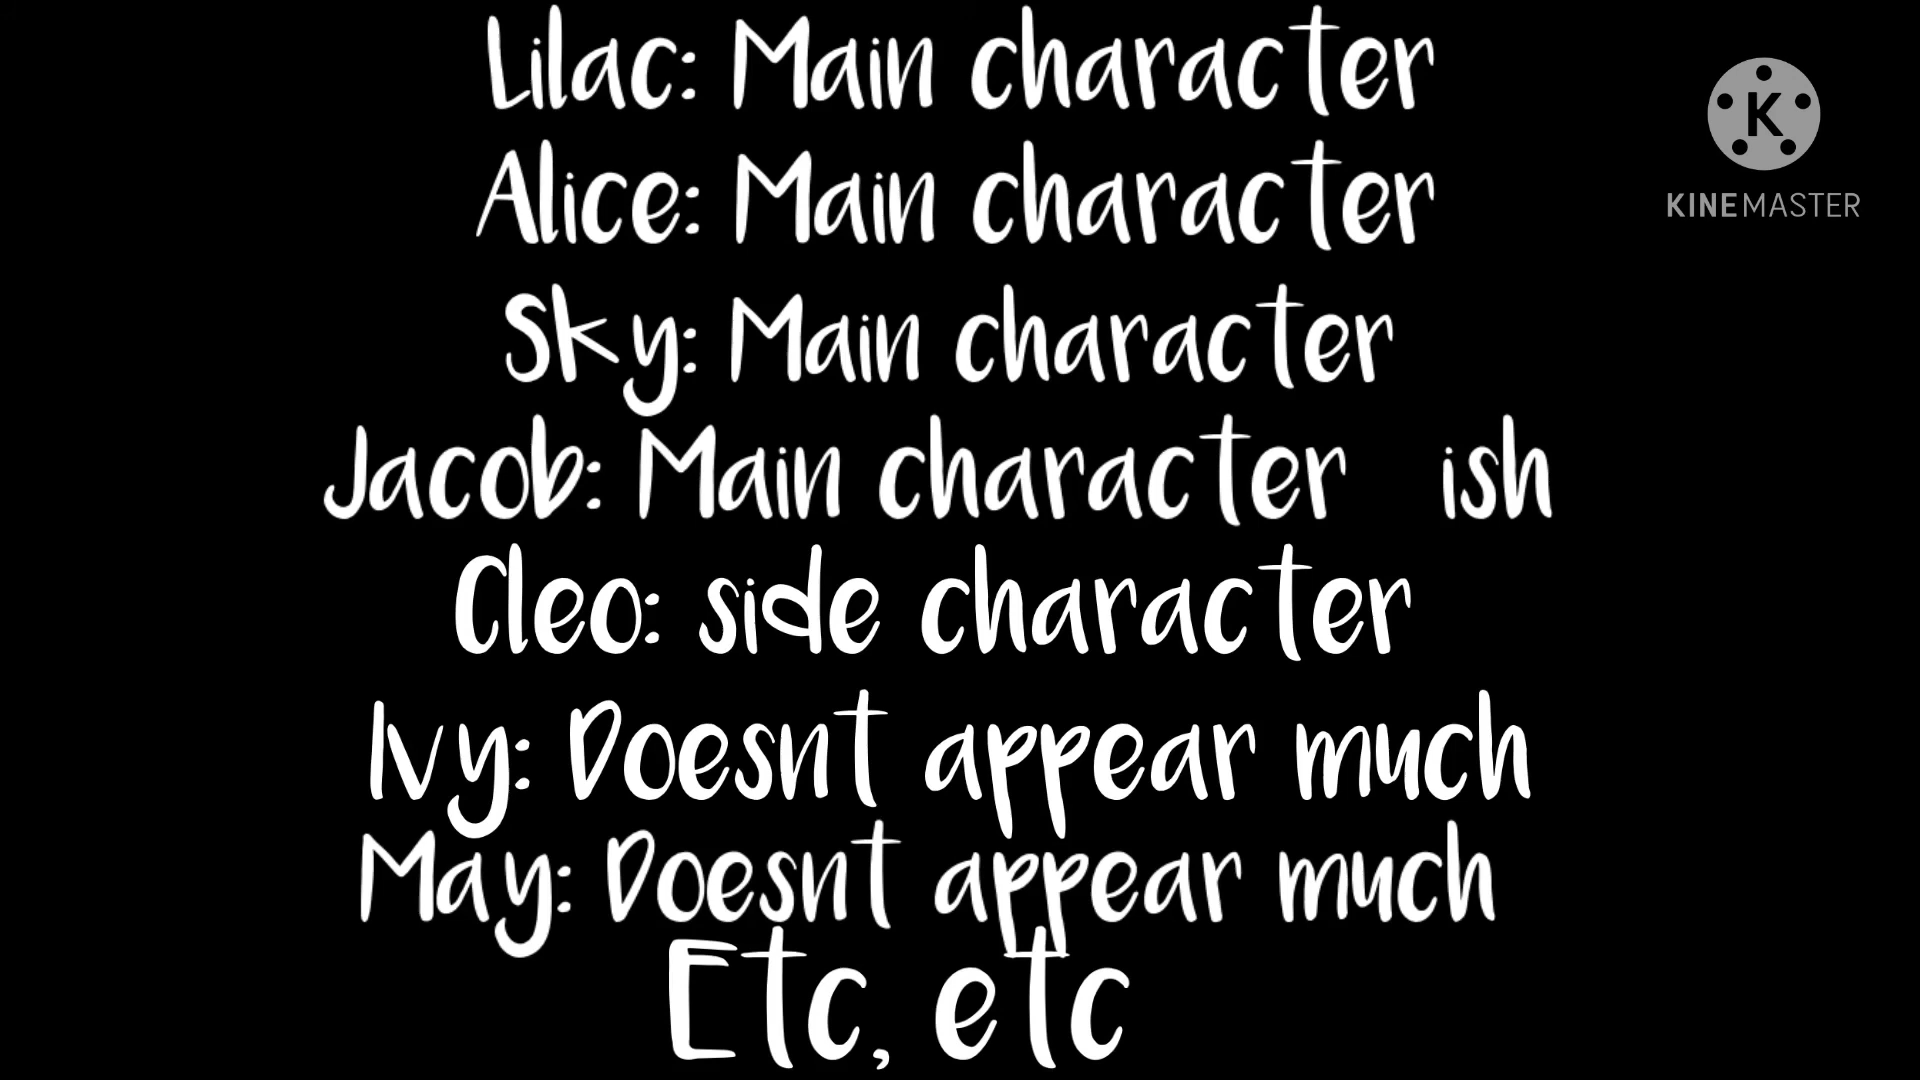 Lilac: Main character
Alice: Main character
Sky: Main character
Jacob: Main character ish
Cleo: side character
Ivy: Doesnt appear much
May: Doesnt appear much
Etc, etc
K
KINEMASTER